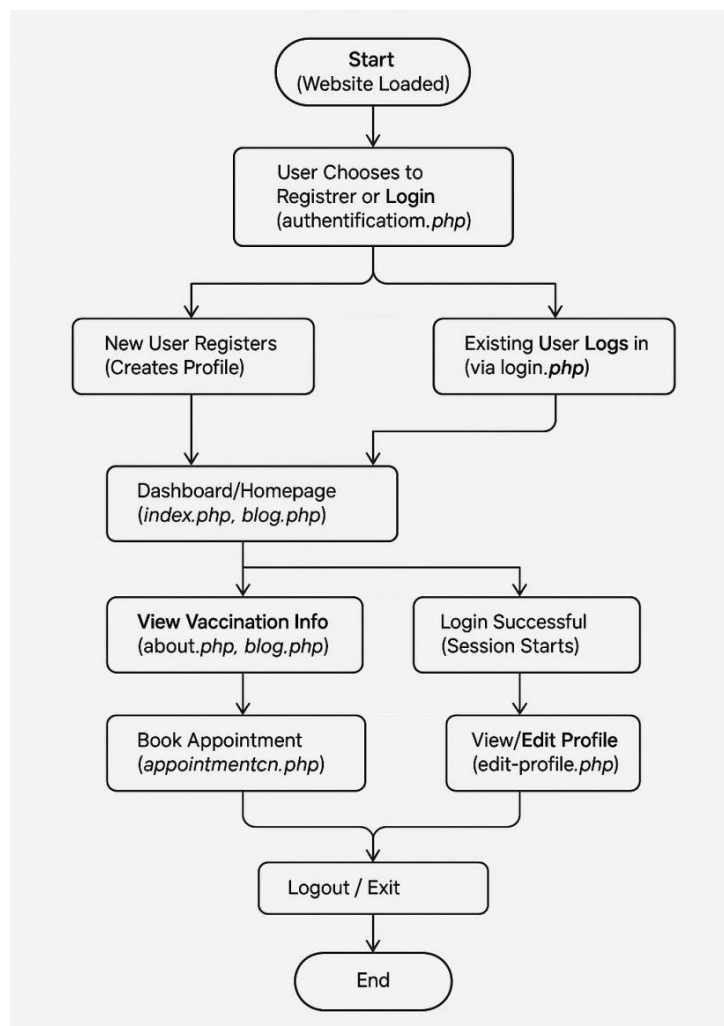 Start
(Website Loaded)
User Chooses to
Registrer or Login
(authentificatiom.php)
New User Registers
(Creates Profile)
Existing User Logs in
(via login.php)
Dashboard/Homepage
(index.php, blog.php)
View Vaccination Info
(about.php, blog.php)
Login Successful
(Session Starts)
Book Appointment
(appointmentcn.php)
View/Edit Profile
(edit-profile.php)
Logout / Exit
End